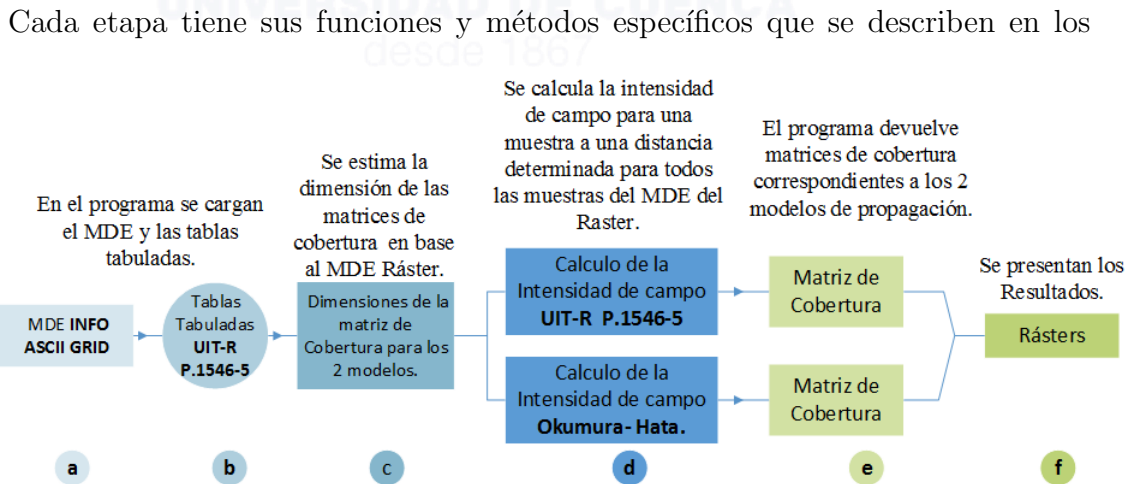 UNIVERSIDAD DE CUENCA
desde 1867
Cada etapa tiene sus funciones y métodos específicos que se describen en los
En el programa se cargan
el MDE y las tablas
tabuladas.
Se estima la
dimensión de las
matrices de
cobertura en base
al MDE Ráster.
Se calcula la intensidad
de campo para una
muestra a una distancia
determinada para todos
las muestras del MDE del
Raster.
El programa devuelve
matrices de cobertura
correspondientes a los 2
modelos de propagación.
Se presentan los
Resultados.
MDE INFO
ASCII GRID
Tablas
Tabuladas
UIT-R
P.1546-5
Dimensiones de la
matriz de
Cobertura para los
2 modelos.
Calculo de la
Intensidad de campo
UIT-R P.1546-5
Calculo de la
Intensidad de campo
Okumura- Hata.
Matriz de
Cobertura
Matriz de
Cobertura
Rásters
a
b
c
d
e
f